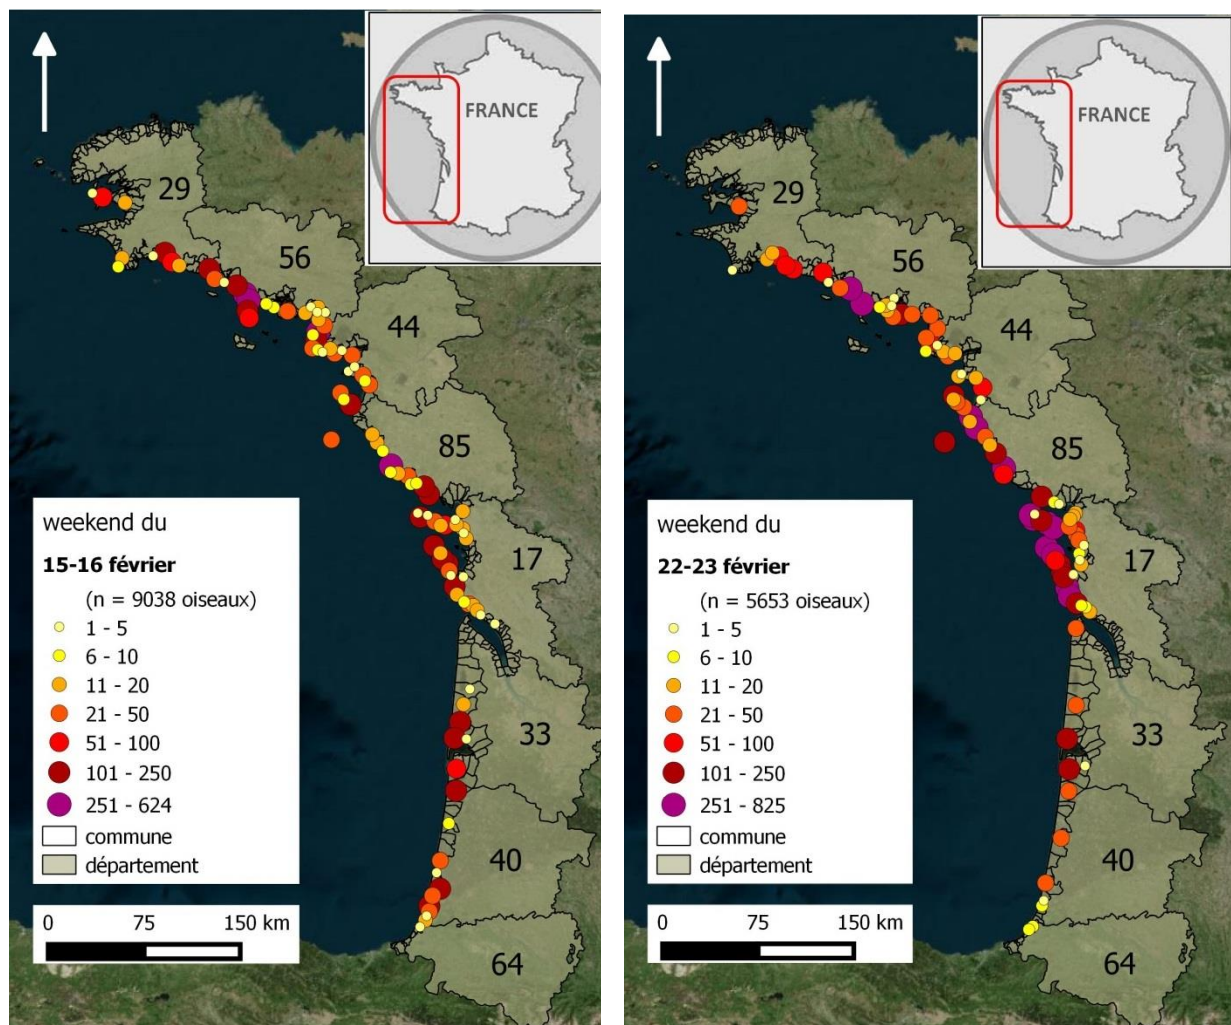 FRANCE
29
56
44
85
17
33
40
64
weekend du
15-16 février
(n = 9038 oiseaux)
1 - 5
6 - 10
11 - 20
21 - 50
51 - 100
101 - 250
251 - 624
commune
département
0 75 150 km
FRANCE
29
56
44
85
17
33
40
64
weekend du
22-23 février
(n = 5653 oiseaux)
1 - 5
6 - 10
11 - 20
21 - 50
51 - 100
101 - 250
251 - 825
commune
département
0 75 150 km